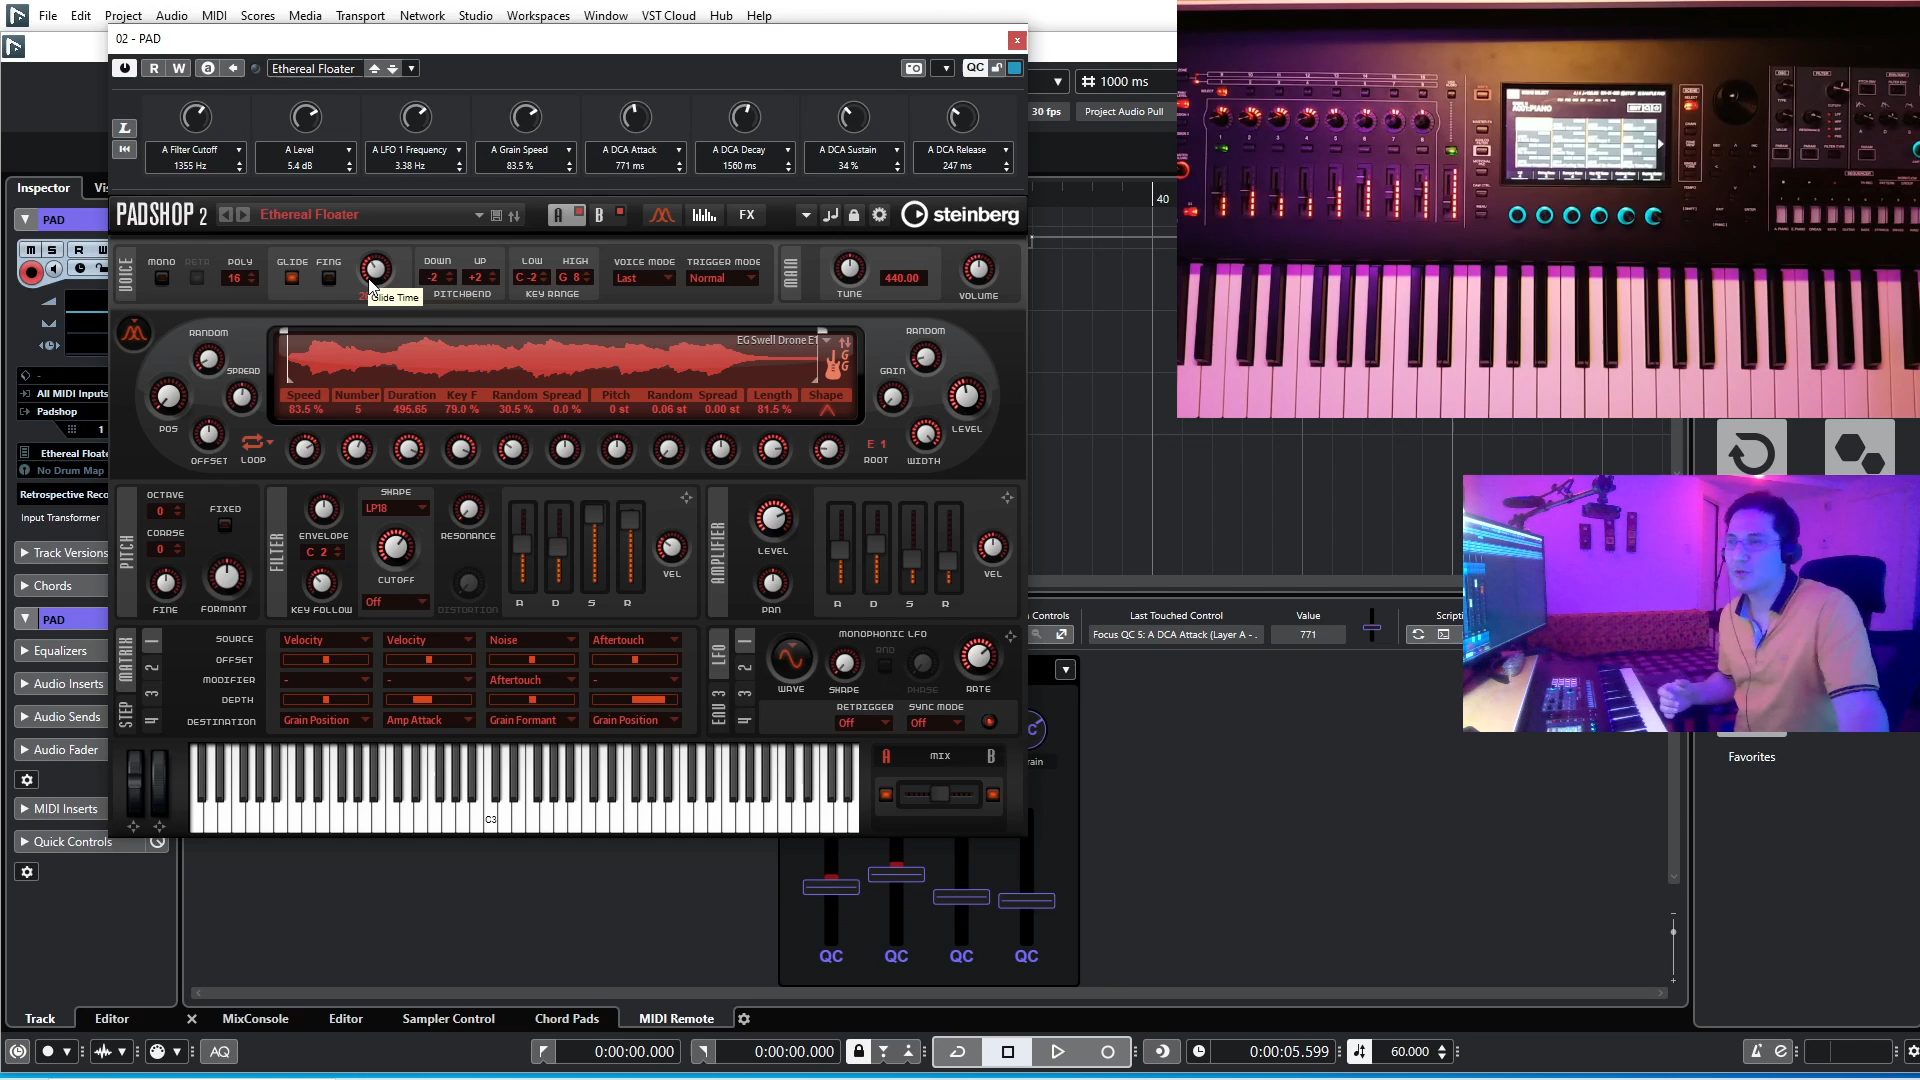 File Edit Project Audio MIDI Scores Media Transport Network Studio Workspaces Window VST Cloud Hub Help
02 - PAD
R W a Ethereal Floater QC
1000 ms
30 fps Project Audio Pull
L
A Filter Cutoff A Level A LFO 1 Frequency A Grain Speed A DCA Attack A DCA Decay A DCA Sustain A DCA Release
1355 Hz 5.4 dB 3.38 Hz 83.5 % 771 ms 1560 ms 34 % 247 ms
Inspector
40
PADSHOP 2 Ethereal Floater A B FX steinberg
PAD
VOICE MONO RETR POLY GLIDE FING DOWN UP LOW HIGH VOICE MODE TRIGGER MODE MAIN
16 -2 +2 C -2 G 8 Last Normal 440.00
Glide Time PITCHBEND KEY RANGE TUNE VOLUME
M S R W
RANDOM RANDOM
EG Swell Drone E1
SPREAD GAIN
Speed Number Duration Key F Random Spread Pitch Random Spread Length Shape
83.5 % 5 495.65 79.0 % 30.5 % 0.0 % 0 st 0.06 st 0.00 st 81.5 %
POS LEVEL
OFFSET LOOP E 1 ROOT WIDTH
All MIDI Inputs
Padshop
1
Ethereal Floate
No Drum Map
Retrospective Reco
Input Transformer
PITCH OCTAVE 0 FIXED COARSE 0 FINE FORMANT
FILTER ENVELOPE C 2 KEY FOLLOW SHAPE LP18 CUTOFF Off RESONANCE DISTORTION A D S R VEL
AMPLIFIER LEVEL PAN A D S R VEL
Track Versions
Chords
PAD
Equalizers
Audio Inserts
Audio Sends
Audio Fader
MIDI Inserts
Quick Controls
MATRIX STEP 1 2 3 4
SOURCE Velocity Velocity Noise Aftertouch
OFFSET
MODIFIER - - Aftertouch -
DEPTH
DESTINATION Grain Position Amp Attack Grain Formant Grain Position
LFO ENV 1 2 3 4
MONOPHONIC LFO
RND
WAVE SHAPE PHASE RATE
RETRIGGER SYNC MODE
Off Off
C3
A MIX B
Controls Last Touched Control Value Scripti
Focus QC 5: A DCA Attack (Layer A - . 771
QC QC QC QC
Favorites
Track Editor MixConsole Editor Sampler Control Chord Pads MIDI Remote
AQ 0:00:00.000 0:00:00.000 0:00:05.599 60.000